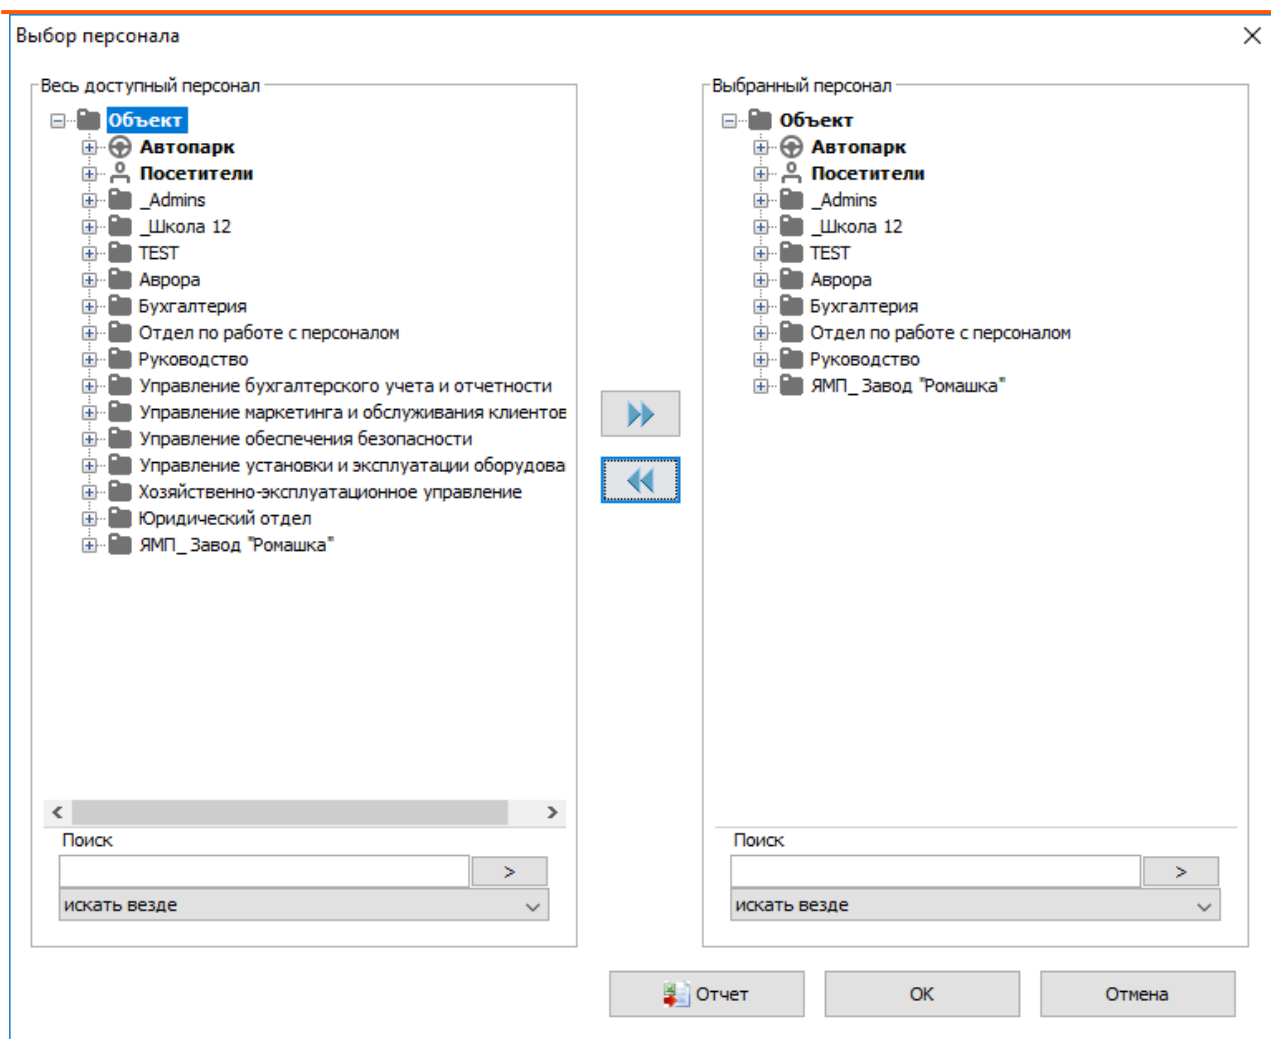 Выбор персонала
Весь доступный персонал
Объект
Автопарк
Посетители
_Admins
_Школа 12
TEST
Аврора
Бухгалтерия
Отдел по работе с персоналом
Руководство
Управление бухгалтерского учета и отчетности
Управление маркетинга и обслуживания клиентов
Управление обеспечения безопасности
Управление установки и эксплуатации оборудова
Хозяйственно-эксплуатационное управление
Юридический отдел
ЯМП_ Завод "Ромашка"
Поиск
>
искать везде
Выбранный персонал
Объект
Автопарк
Посетители
_Admins
_Школа 12
TEST
Аврора
Бухгалтерия
Отдел по работе с персоналом
Руководство
ЯМП_ Завод "Ромашка"
Поиск
>
искать везде
Отчет
OK
Отмена